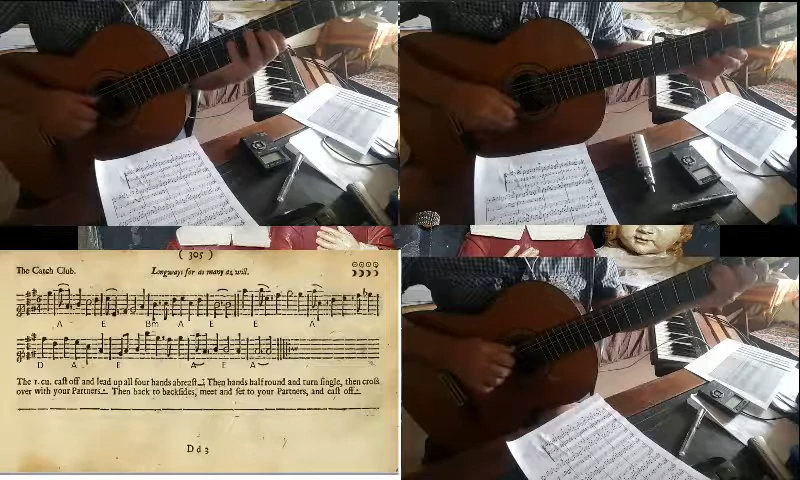 ( 305 )
The Catch Club. Longways for as many as will.
A E Bm A E E A
D A E A E A
The 1. cu. cast off and lead up all four hands abreast. Then hands half round and turn single, then cross
over with your Partners. Then back to backsides, meet and set to your Partners, and cast off.
D d 3